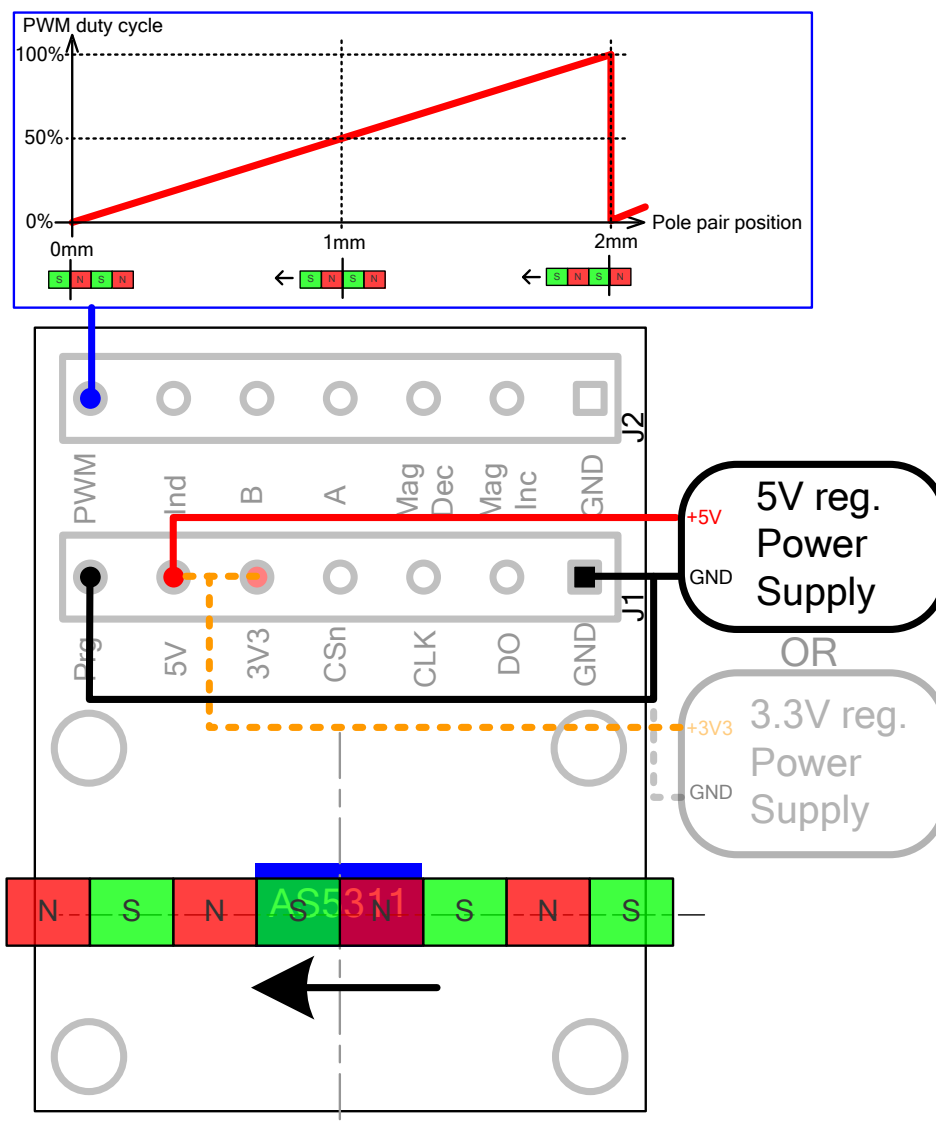 PWM duty cycle
100%
50%
0%
Pole pair position
0mm
1mm
2mm
S N S N
S N S N
S N S N
J2
PWM
Ind
B
A
Mag Dec
Mag Inc
GND
+5V
5V reg.
Power
Supply
GND
J1
Prg
5V
3V3
CSn
CLK
DO
GND
OR
+3V3
3.3V reg.
Power
Supply
GND
AS5311
N S N S N S N S